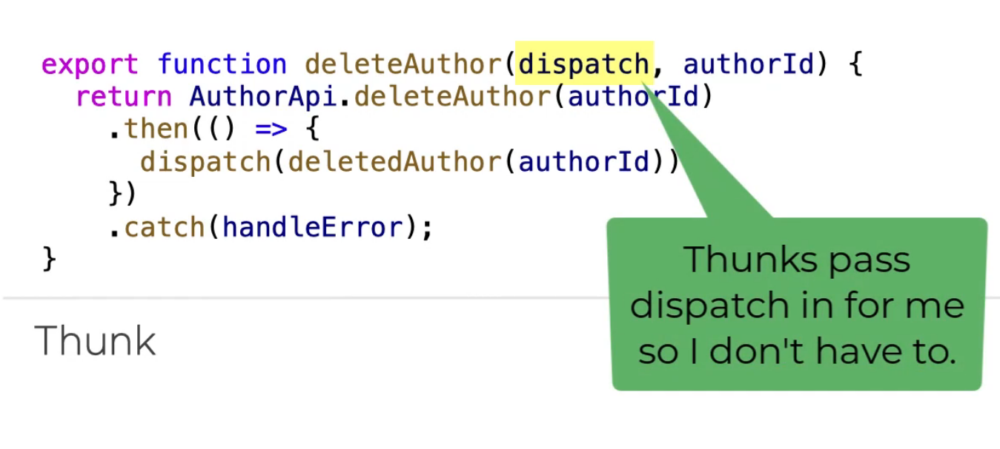 export function deleteAuthor(dispatch, authorId) {
return AuthorApi.deleteAuthor(authorId)
.then(() => {
dispatch(deletedAuthor(authorId))
})
.catch(handleError);
}
Thunk
Thunks pass
dispatch in for me
so I don't have to.